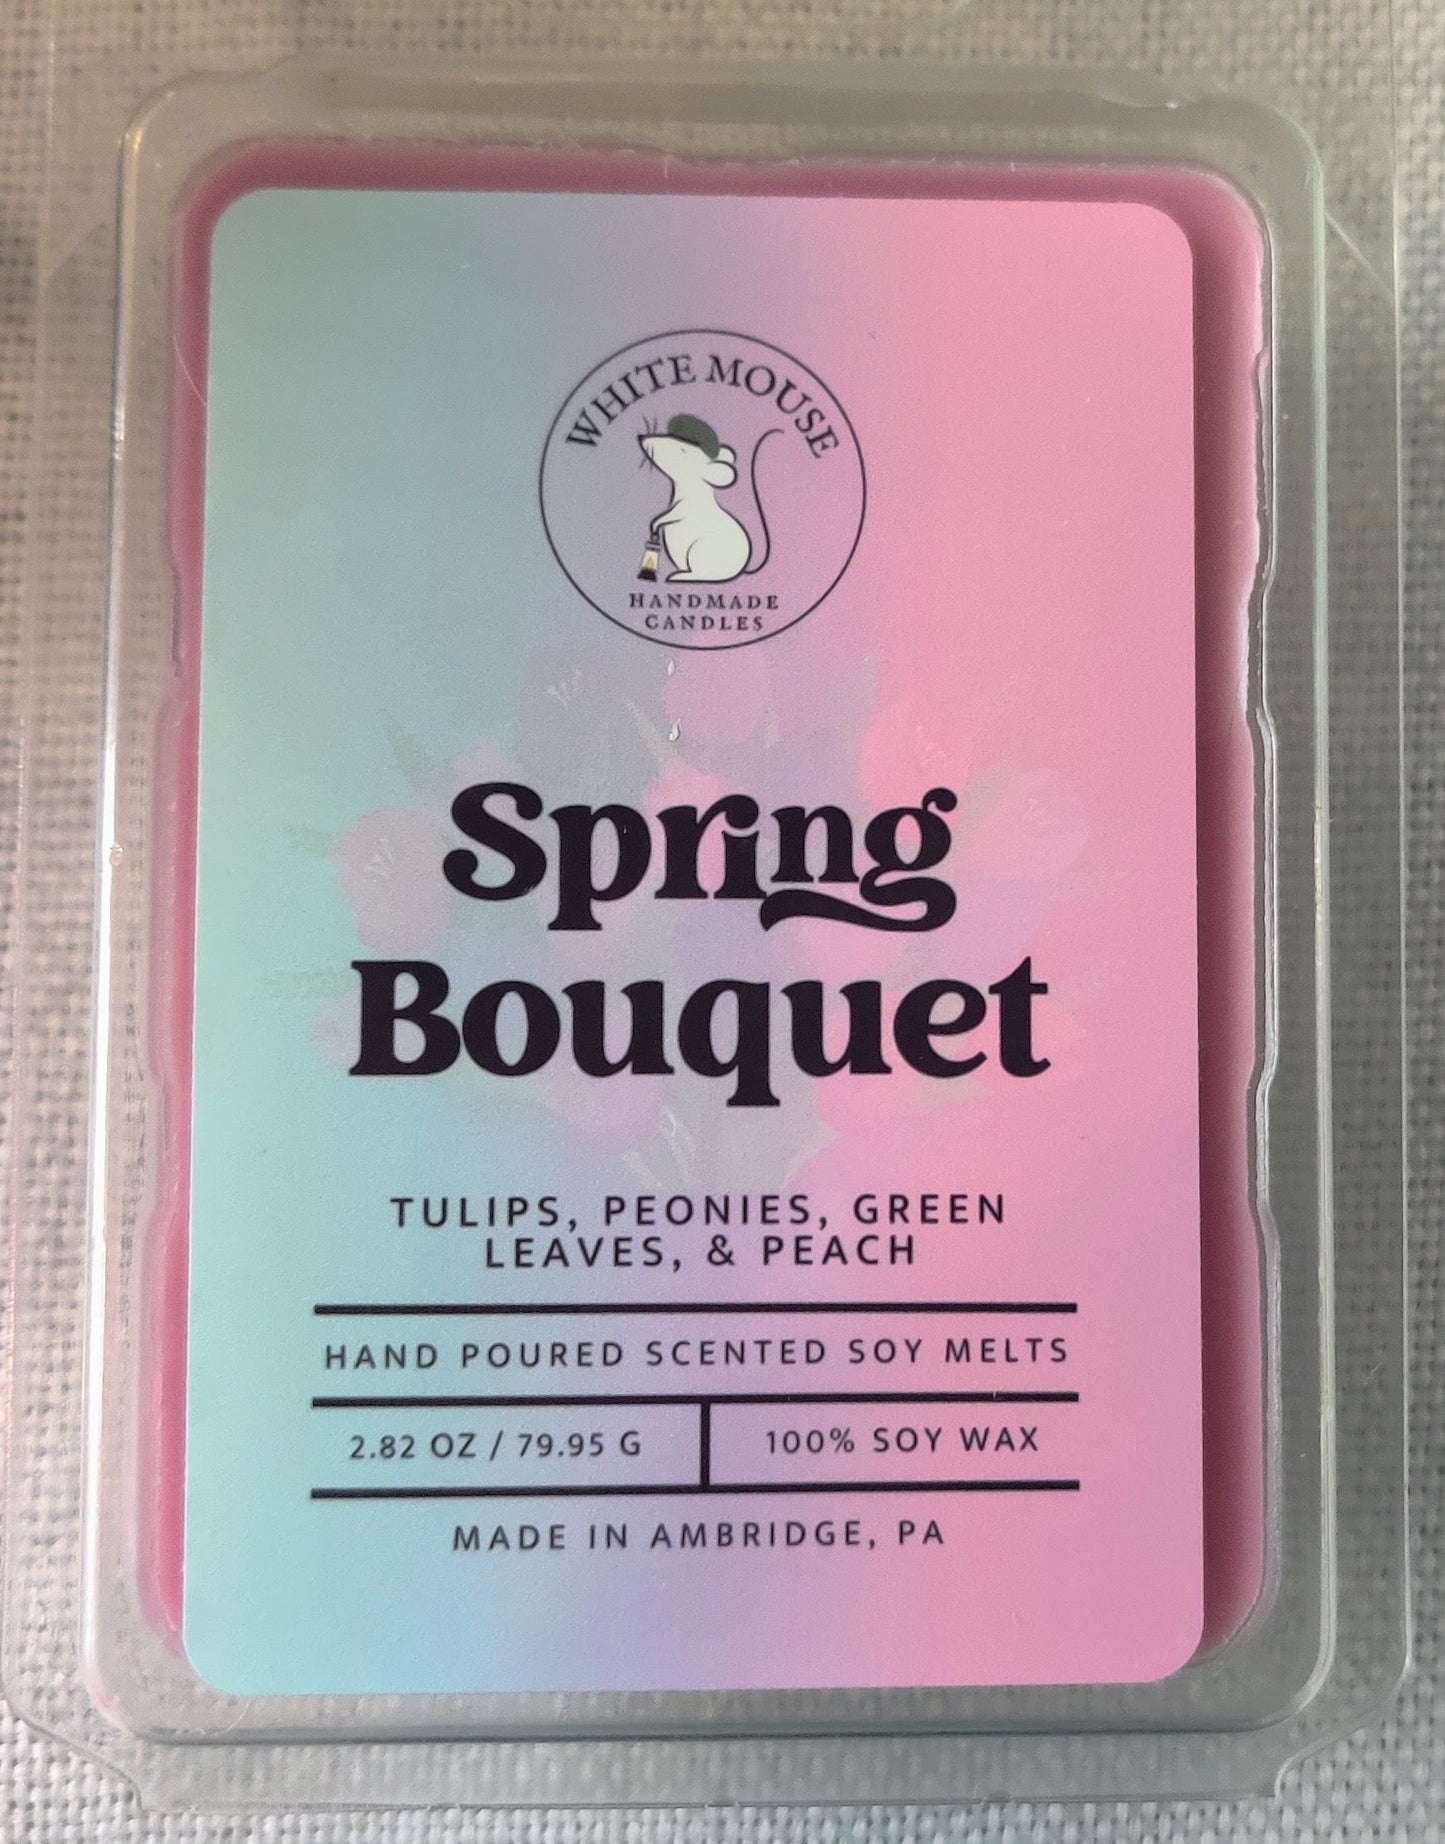 WHITE MOUSE
HANDMADE
CANDLES
Spring
Bouquet
TULIPS, PEONIES, GREEN
LEAVES, & PEACH
HAND POURED SCENTED SOY MELTS
2.82 OZ / 79.95 G
100% SOY WAX
MADE IN AMBRIDGE, PA